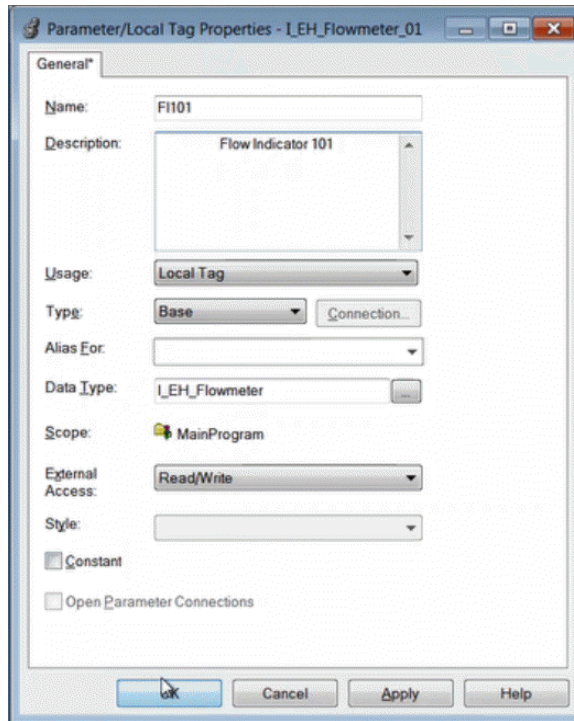 Parameter/Local Tag Properties - I_EH_Flowmeter_01
General*
Name: FI101
Description: Flow Indicator 101
Usage: Local Tag
Type: Base Connection...
Alias For:
Data Type: I_EH_Flowmeter ...
Scope: MainProgram
External
Access: Read/Write
Style:
Constant
Open Parameter Connections
OK Cancel Apply Help